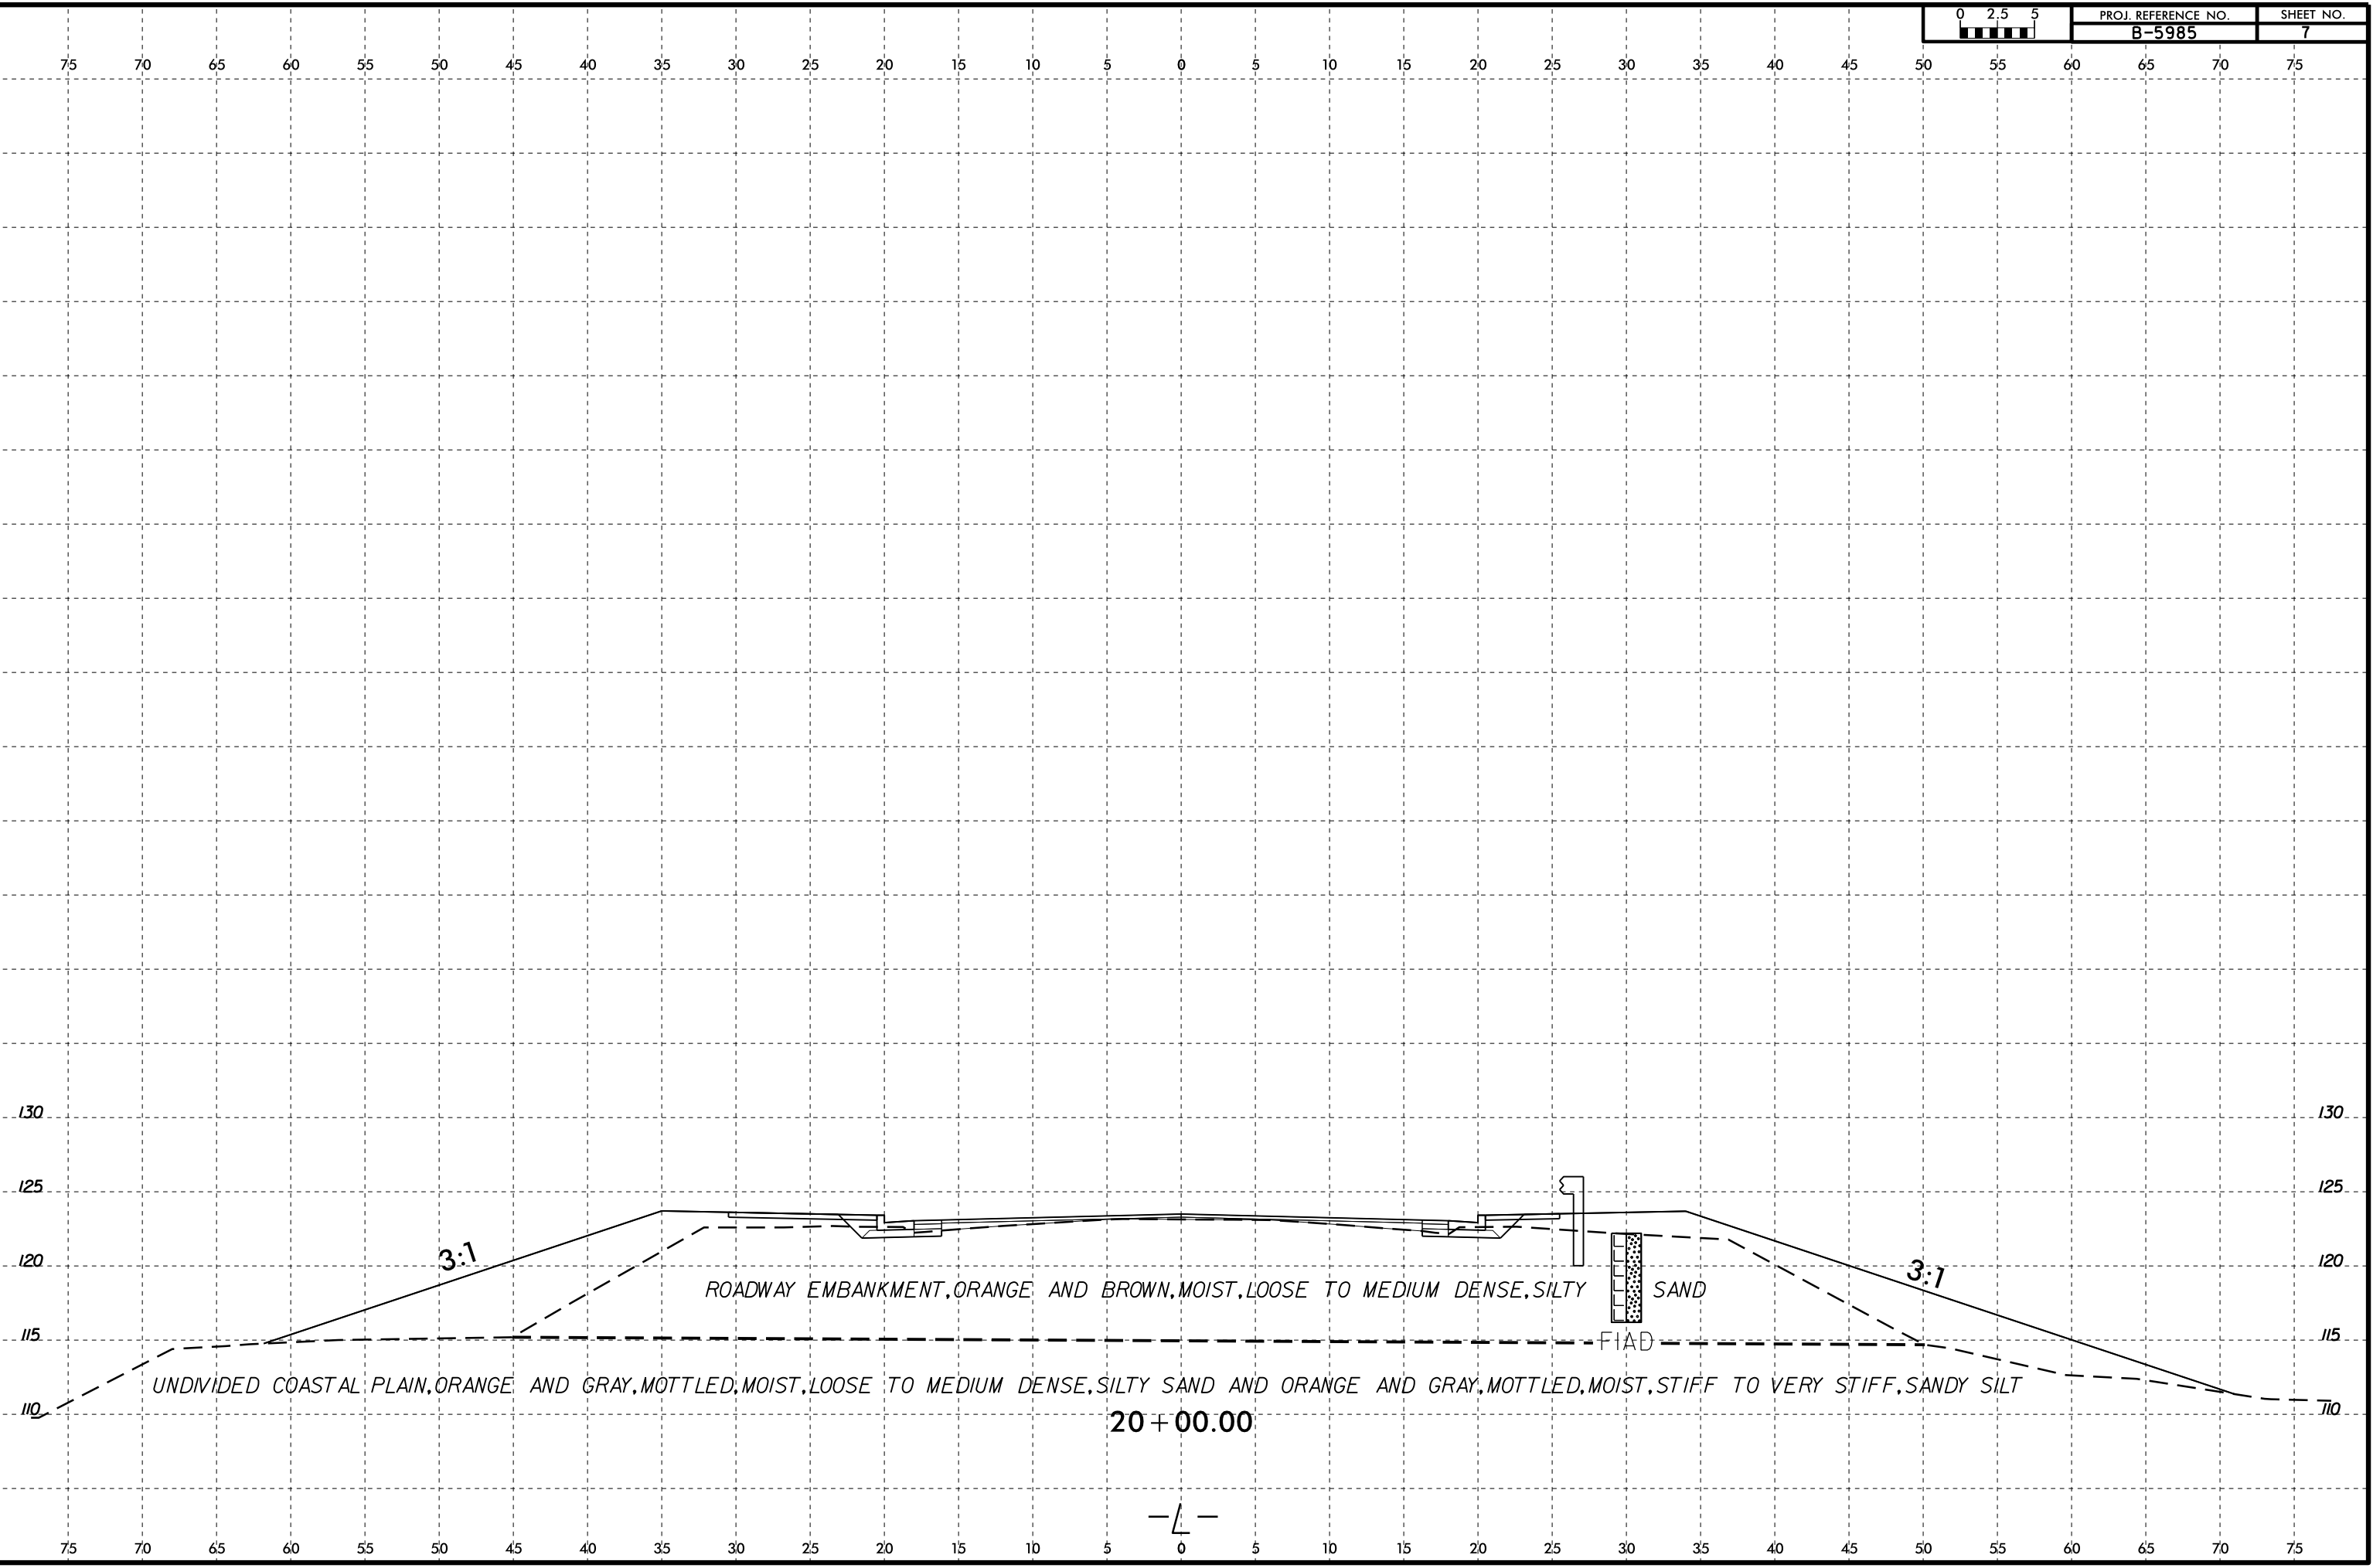 0 2.5 5 PROJ. REFERENCE NO. SHEET NO.
B-5985 7
75 70 65 60 55 50 45 40 35 30 25 20 15 10 5 0 5 10 15 20 25 30 35 40 45 50 55 60 65 70 75
130 130
125 125
3:1 3:1
120 120
ROADWAY EMBANKMENT, ORANGE AND BROWN, MOIST, LOOSE TO MEDIUM DENSE, SILTY SAND
115 FIAD 115
UNDIVIDED COASTAL PLAIN, ORANGE AND GRAY, MOTTLED, MOIST, LOOSE TO MEDIUM DENSE, SILTY SAND AND ORANGE AND GRAY, MOTTLED, MOIST, STIFF TO VERY STIFF, SANDY SILT
110 110
20+00.00
-L-
75 70 65 60 55 50 45 40 35 30 25 20 15 10 5 0 5 10 15 20 25 30 35 40 45 50 55 60 65 70 75